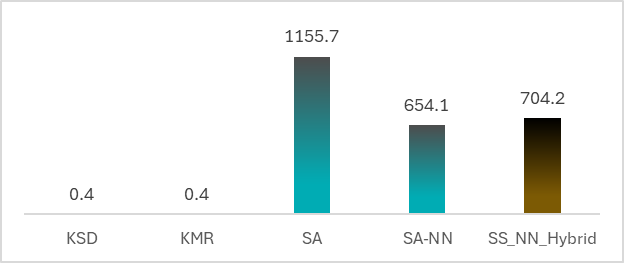 1155.7
704.2
654.1
0.4 0.4
KSD KMR SA SA-NN SS_NN_Hybrid